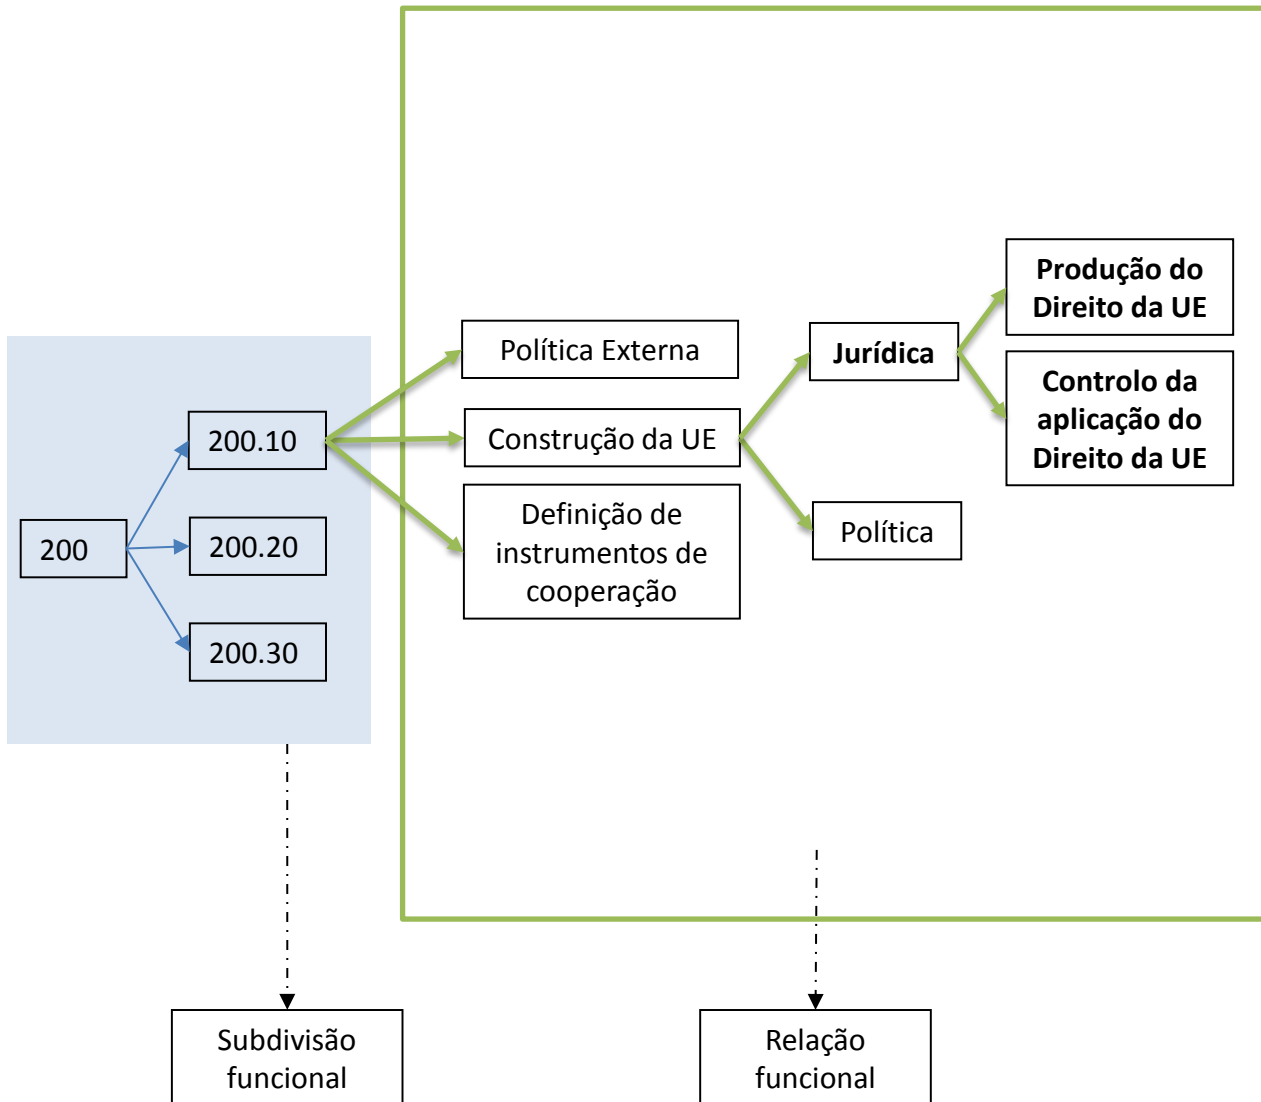 200
200.10
200.20
200.30
Política Externa
Construção da UE
Definição de
instrumentos de
cooperação
Jurídica
Política
Produção do
Direito da UE
Controlo da
aplicação do
Direito da UE
Subdivisão
funcional
Relação
funcional